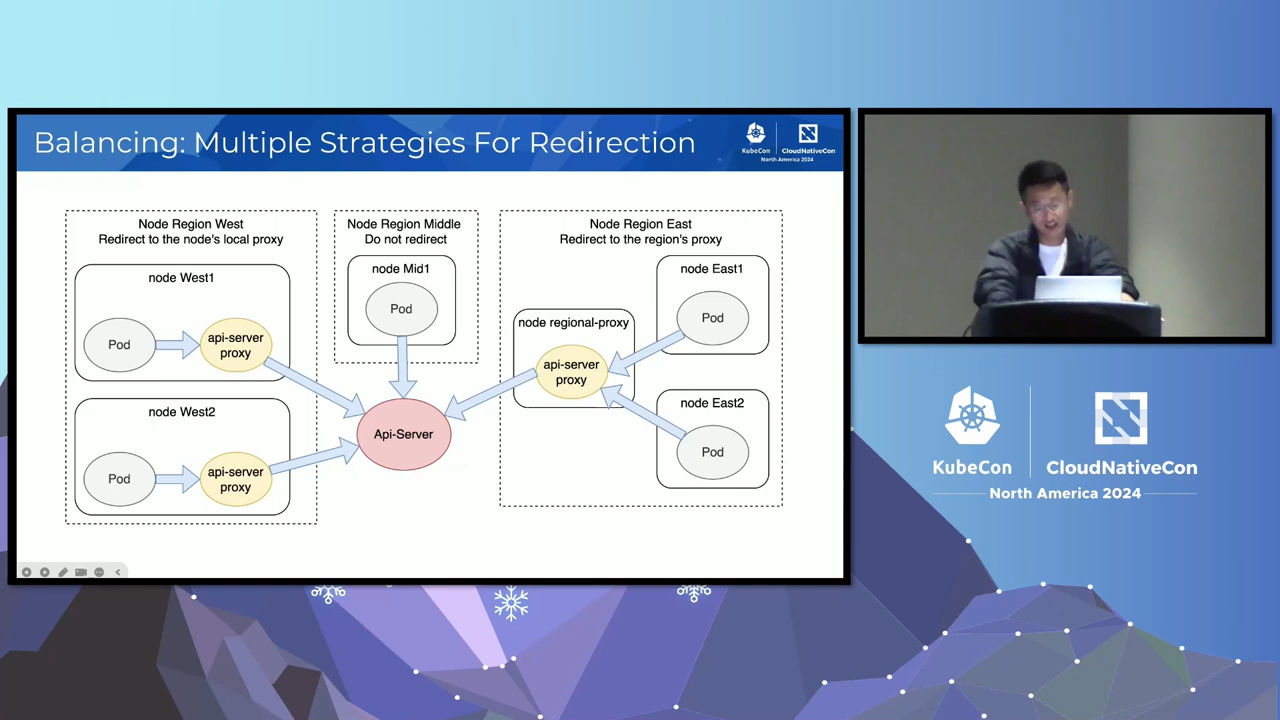 Balancing: Multiple Strategies For Redirection
KubeCon
CloudNativeCon
North America 2024
Node Region West
Redirect to the node's local proxy
node West1
Pod
api-server
proxy
node West2
Pod
api-server
proxy
Node Region Middle
Do not redirect
node Mid1
Pod
Api-Server
Node Region East
Redirect to the region's proxy
node regional-proxy
api-server
proxy
node East1
Pod
node East2
Pod
KubeCon
CloudNativeCon
North America 2024